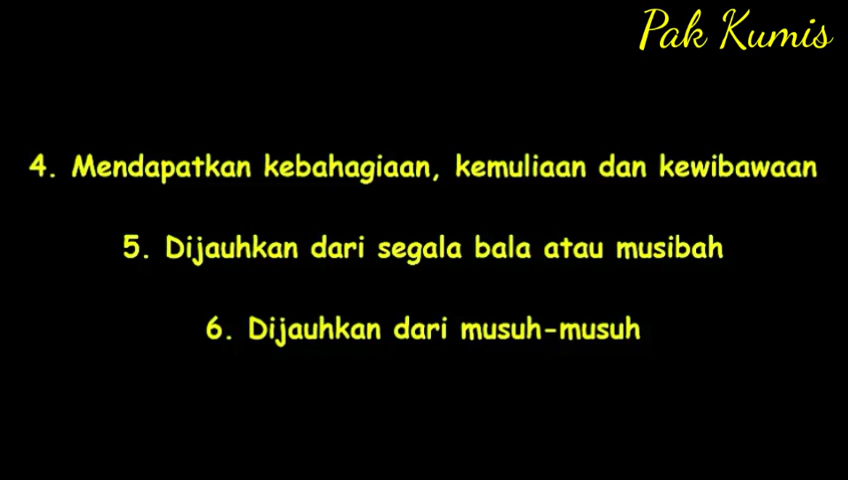 Pak Kumis
4. Mendapatkan kebahagiaan, kemuliaan dan kewibawaan
5. Dijauhkan dari segala bala atau musibah
6. Dijauhkan dari musuh-musuh